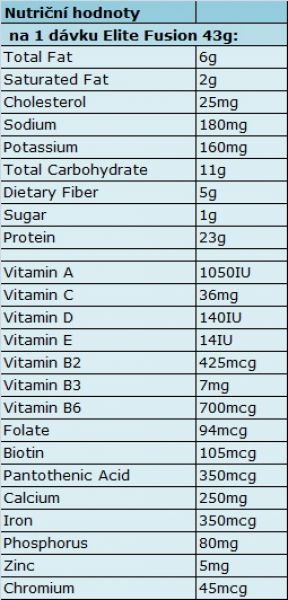 Nutriční hodnoty
na 1 dávku Elite Fusion 43g:
Total Fat 6g
Saturated Fat 2g
Cholesterol 25mg
Sodium 180mg
Potassium 160mg
Total Carbohydrate 11g
Dietary Fiber 5g
Sugar 1g
Protein 23g
Vitamin A 1050IU
Vitamin C 36mg
Vitamin D 140IU
Vitamin E 14IU
Vitamin B2 425mcg
Vitamin B3 7mg
Vitamin B6 700mcg
Folate 94mcg
Biotin 105mcg
Pantothenic Acid 350mcg
Calcium 250mg
Iron 350mcg
Phosphorus 80mg
Zinc 5mg
Chromium 45mcg